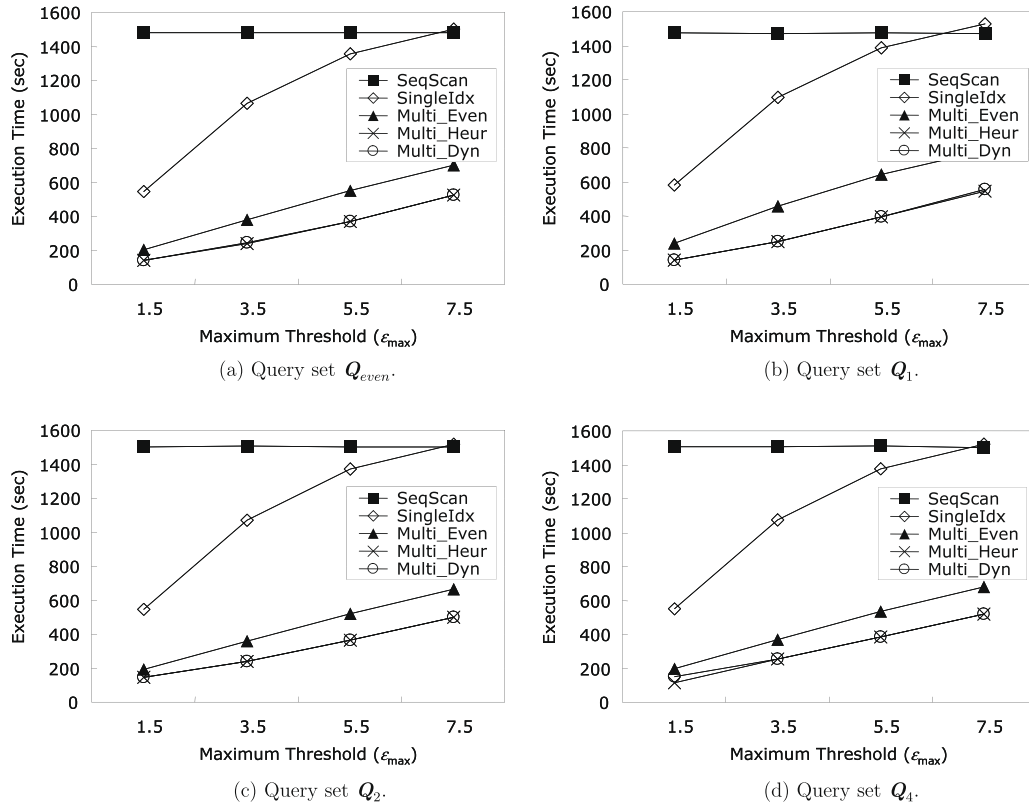 1600
1400
1200
1000
800
600
400
200
0
Execution Time (sec)
SeqScan
SingleIdx
Multi_Even
Multi_Heur
Multi_Dyn
1.5 3.5 5.5 7.5
Maximum Threshold (εmax)
(a) Query set Qeven.
1600
1400
1200
1000
800
600
400
200
0
Execution Time (sec)
SeqScan
SingleIdx
Multi_Even
Multi_Heur
Multi_Dyn
1.5 3.5 5.5 7.5
Maximum Threshold (εmax)
(b) Query set Q1.
1600
1400
1200
1000
800
600
400
200
0
Execution Time (sec)
SeqScan
SingleIdx
Multi_Even
Multi_Heur
Multi_Dyn
1.5 3.5 5.5 7.5
Maximum Threshold (εmax)
(c) Query set Q2.
1600
1400
1200
1000
800
600
400
200
0
Execution Time (sec)
SeqScan
SingleIdx
Multi_Even
Multi_Heur
Multi_Dyn
1.5 3.5 5.5 7.5
Maximum Threshold (εmax)
(d) Query set Q4.